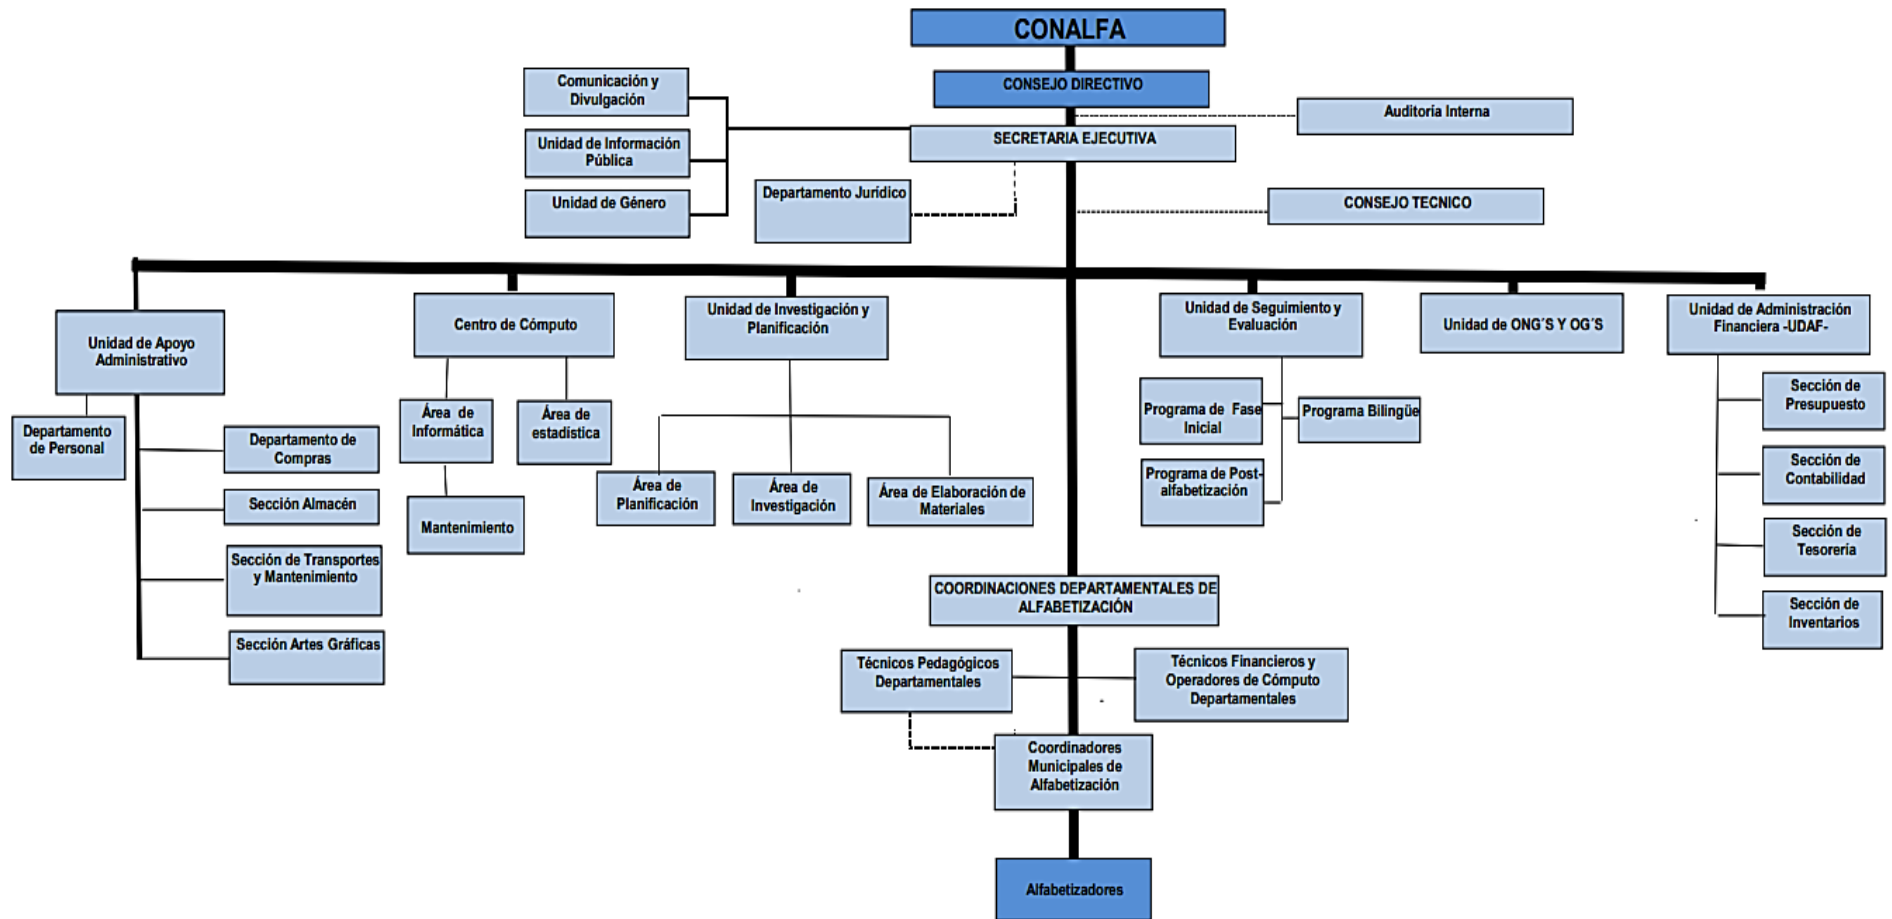 CONALFA
CONSEJO DIRECTIVO
Comunicación y
Divulgación
Auditoría Interna
SECRETARIA EJECUTIVA
Unidad de Información
Pública
Departamento Jurídico
Unidad de Género
CONSEJO TECNICO
Unidad de Apoyo
Administrativo
Centro de Cómputo
Unidad de Investigación y
Planificación
Unidad de Seguimiento y
Evaluación
Unidad de ONG´S Y OG´S
Unidad de Administración
Financiera -UDAF-
Departamento
de Personal
Departamento de
Compras
Sección Almacén
Sección de Transportes
y Mantenimiento
Sección Artes Gráficas
Área de
Informática
Área de
estadística
Mantenimiento
Área de
Planificación
Área de
Investigación
Área de Elaboración de
Materiales
Programa de Fase
Inicial
Programa Bilingüe
Programa de Post-
alfabetización
Sección de
Presupuesto
Sección de
Contabilidad
Sección de
Tesorería
Sección de
Inventarios
COORDINACIONES DEPARTAMENTALES DE
ALFABETIZACIÓN
Técnicos Pedagógicos
Departamentales
Técnicos Financieros y
Operadores de Cómputo
Departamentales
Coordinadores
Municipales de
Alfabetización
Alfabetizadores